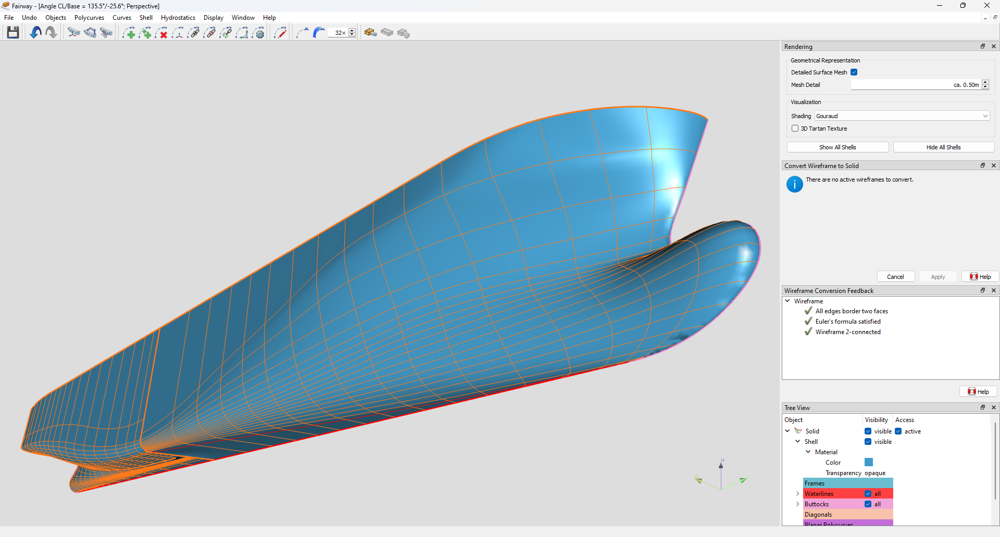 Fairway - [Angle CL/Base = 135.5°/-25.6°; Perspective]
File Undo Objects Polycurves Curves Shell Hydrostatics Display Window Help
32×
Rendering
Geometrical Representation
Detailed Surface Mesh
Mesh Detail ca. 0.50m
Visualization
Shading Gouraud
3D Tartan Texture
Show All Shells Hide All Shells
Convert Wireframe to Solid
There are no active wireframes to convert.
Cancel Apply Help
Wireframe Conversion Feedback
Wireframe
All edges border two faces
Euler's formula satisfied
Wireframe 2-connected
Help
Tree View
Object Visibility Access
Solid visible active
Shell visible
Material
Color
Transparency opaque
Frames
Waterlines all
Buttocks all
Diagonals
Planar Polycurves
H